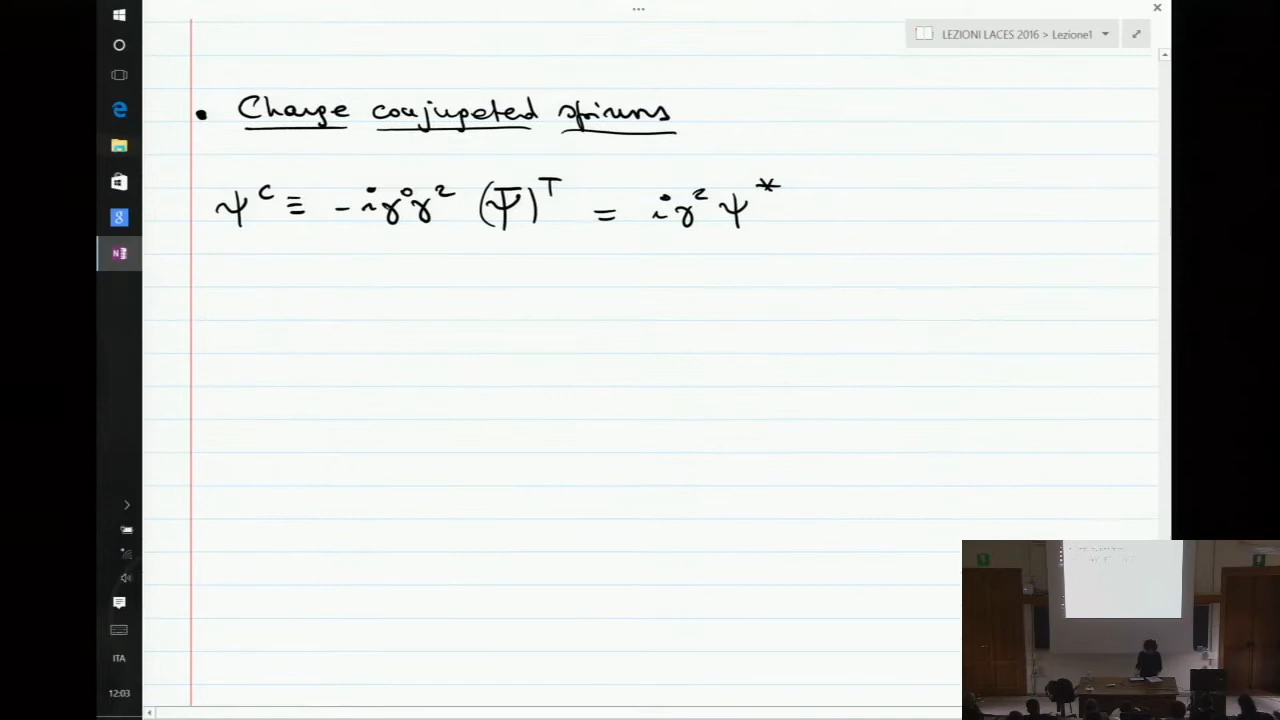 LEZIONI LACES 2016 > Lezione1
• Charge conjugated spinors
ψ^C ≡ -iγ^0γ^2 (ψ̄)^T = iγ^2 ψ^*
ITA
12:03